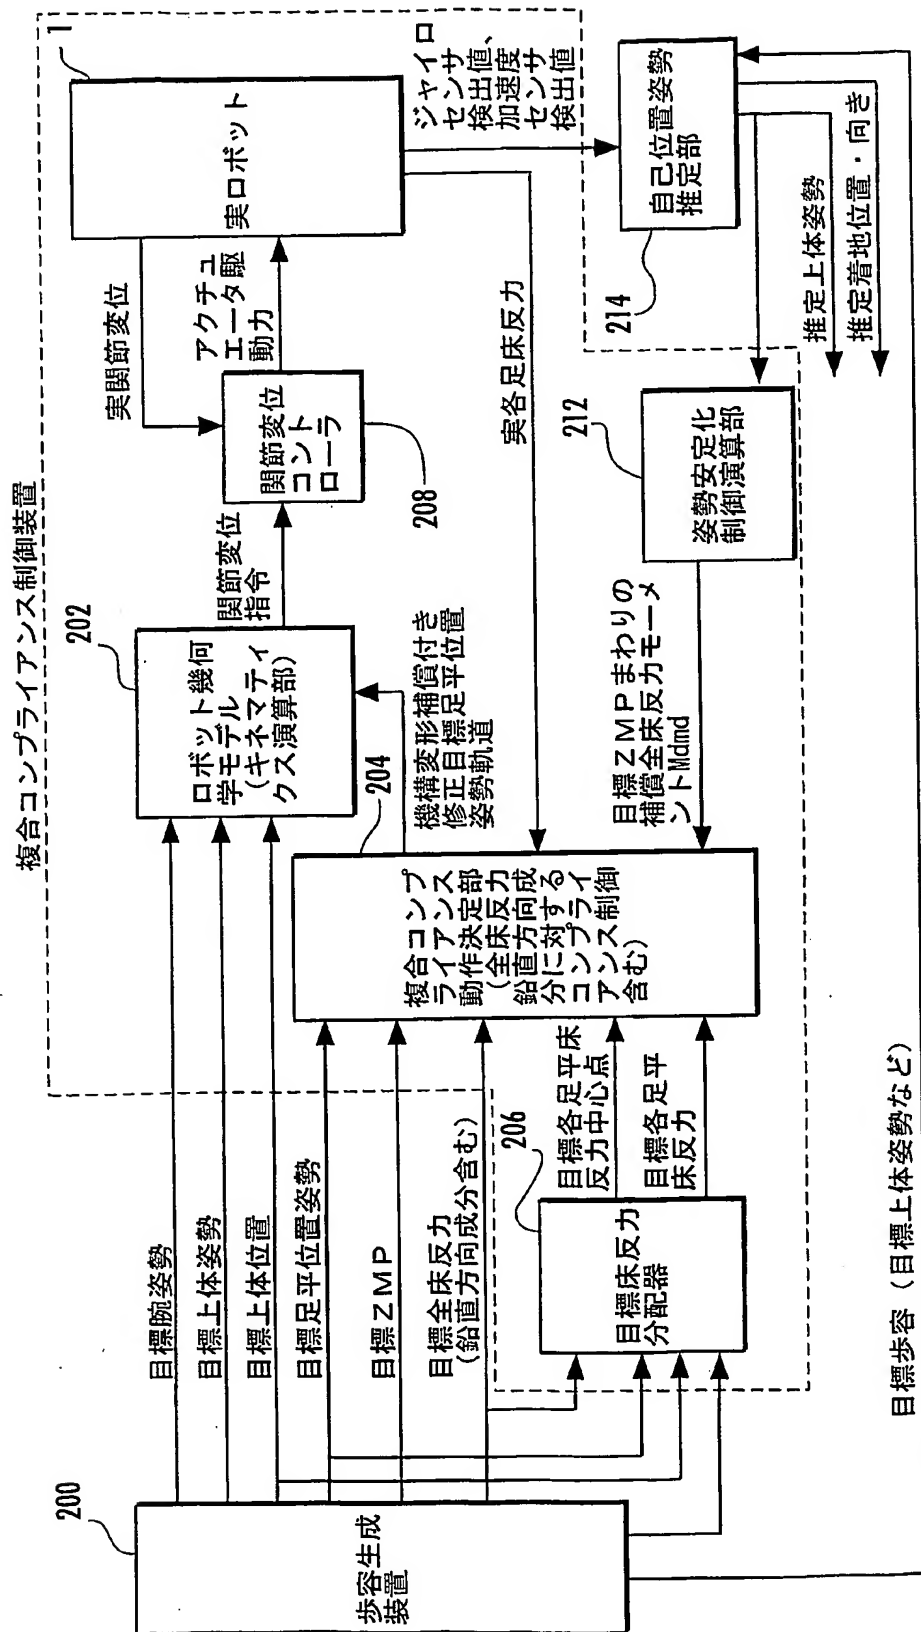 複合コンプライアンス制御装置
200
歩容生成
装置
目標腕姿勢
目標上体姿勢
目標上体位置
目標足平位置姿勢
目標ZMP
目標全床反力
(鉛直方向成分含む)
206
目標床反力
分配器
目標各足平床
反力中心点
目標各足平
床反力
202
ロボット幾何
学モデル
(キネマティ
クス演算部)
204
複合コンプ
ライアンス
動作決定部
(全床反力
鉛直方向成
分に対する
コンプライ
アンス制御
含む)
機構変形補償付き
修正目標足平位置
姿勢軌道
関節変位
指令
関節変位
コント
ローラ
208
実関節変位
アクチュ
エータ駆
動力
1
実ロボット
ジャイロ
センサ
検出値、
加速度
センサ
検出値
実各足床反力
212
姿勢安定化
制御演算部
目標ZMPまわりの
補償全床反力モーメ
ントMdmd
214
自己位置姿勢
推定部
推定上体姿勢
推定着地位置・向き
目標歩容(目標上体姿勢など)